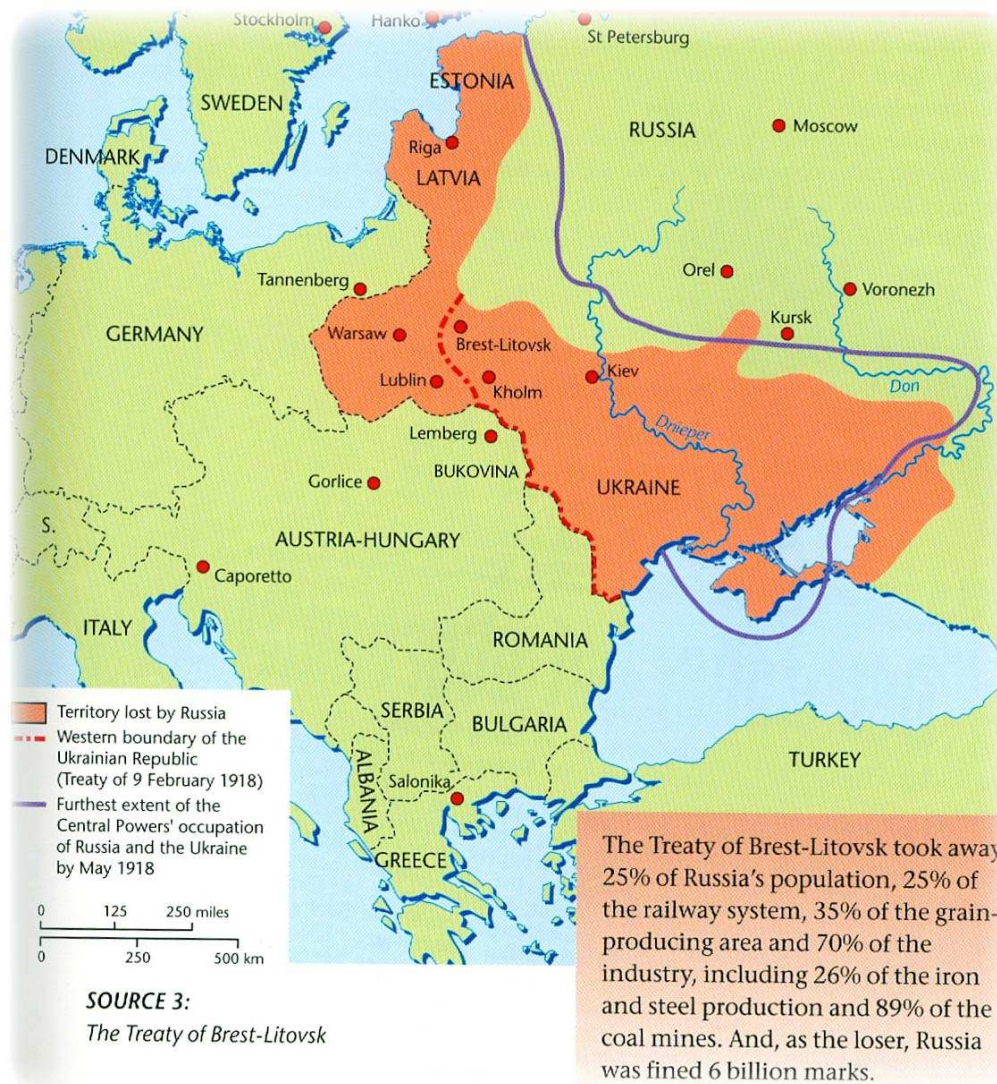 Stockholm
Hanko
St Petersburg
ESTONIA
SWEDEN
RUSSIA
Moscow
DENMARK
Riga
LATVIA
Tannenberg
Orel
Voronezh
GERMANY
Warsaw
Brest-Litovsk
Kursk
Lublin
Kholm
Kiev
Don
Lemberg
Dnieper
BUKOVINA
Gorlice
UKRAINE
S.
AUSTRIA-HUNGARY
Caporetto
ITALY
ROMANIA
SERBIA
BULGARIA
ALBANIA
Salonika
TURKEY
GREECE
Territory lost by Russia
Western boundary of the
Ukrainian Republic
(Treaty of 9 February 1918)
Furthest extent of the
Central Powers' occupation
of Russia and the Ukraine
by May 1918
0 125 250 miles
0 250 500 km
SOURCE 3:
The Treaty of Brest-Litovsk
The Treaty of Brest-Litovsk took away
25% of Russia's population, 25% of
the railway system, 35% of the grain-
producing area and 70% of the
industry, including 26% of the iron
and steel production and 89% of the
coal mines. And, as the loser, Russia
was fined 6 billion marks.